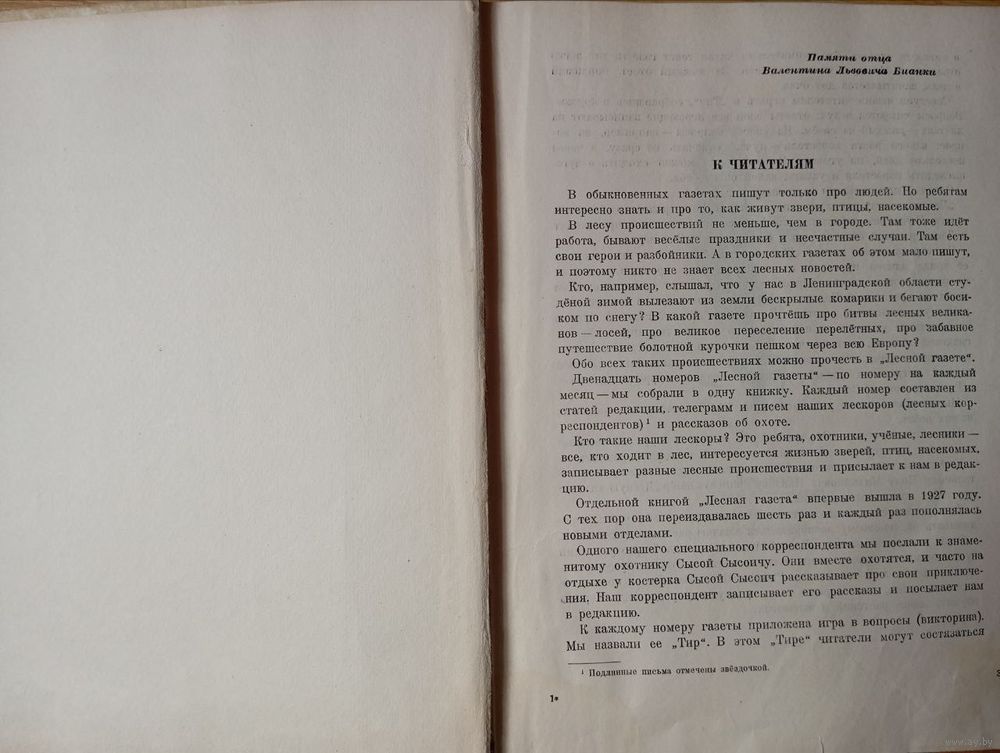 Памяти отца
Валентина Львовича Бианки
К ЧИТАТЕЛЯМ
В обыкновенных газетах пишут только про людей. Но ребятам
интересно знать и про то, как живут звери, птицы, насекомые.
В лесу происшествий не меньше, чем в городе. Там тоже идёт
работа, бывают весёлые праздники и несчастные случаи. Там есть
свои герои и разбойники. А в городских газетах об этом мало пишут,
и поэтому никто не знает всех лесных новостей.
Кто, например, слышал, что у нас в Ленинградской области сту-
дёной зимой вылезают из земли бескрылые комарики и бегают боси-
ком по снегу? В какой газете прочтёшь про битвы лесных велика-
нов — лосей, про великое переселение перелётных, про забавное
путешествие болотной курочки пешком через всю Европу?
Обо всех таких происшествиях можно прочесть в „Лесной газете“.
Двенадцать номеров „Лесной газеты“ — по номеру на каждый
месяц — мы собрали в одну книжку. Каждый номер составлен из
статей редакции, телеграмм и писем наших лескоров (лесных кор-
респондентов) ¹ и рассказов об охоте.
Кто такие наши лескоры? Это ребята, охотники, учёные, лесники —
все, кто ходит в лес, интересуется жизнью зверей, птиц, насекомых,
записывает разные лесные происшествия и присылает к нам в редак-
цию.
Отдельной книгой „Лесная газета“ впервые вышла в 1927 году.
С тех пор она переиздавалась шесть раз и каждый раз пополнялась
новыми отделами.
Одного нашего специального корреспондента мы послали к знаме-
нитому охотнику Сысой Сысоичу. Они вместе охотятся, и часто на
отдыхе у костерка Сысой Сысоич рассказывает про свои приключе-
ния. Наш корреспондент записывает его рассказы и посылает нам
в редакцию.
К каждому номеру газеты приложена игра в вопросы (викторина).
Мы назвали ее „Тир“. В этом „Тире“ читатели могут состязаться
¹ Подлинные письма отмечены звёздочкой.
1*
3
www.ay.by